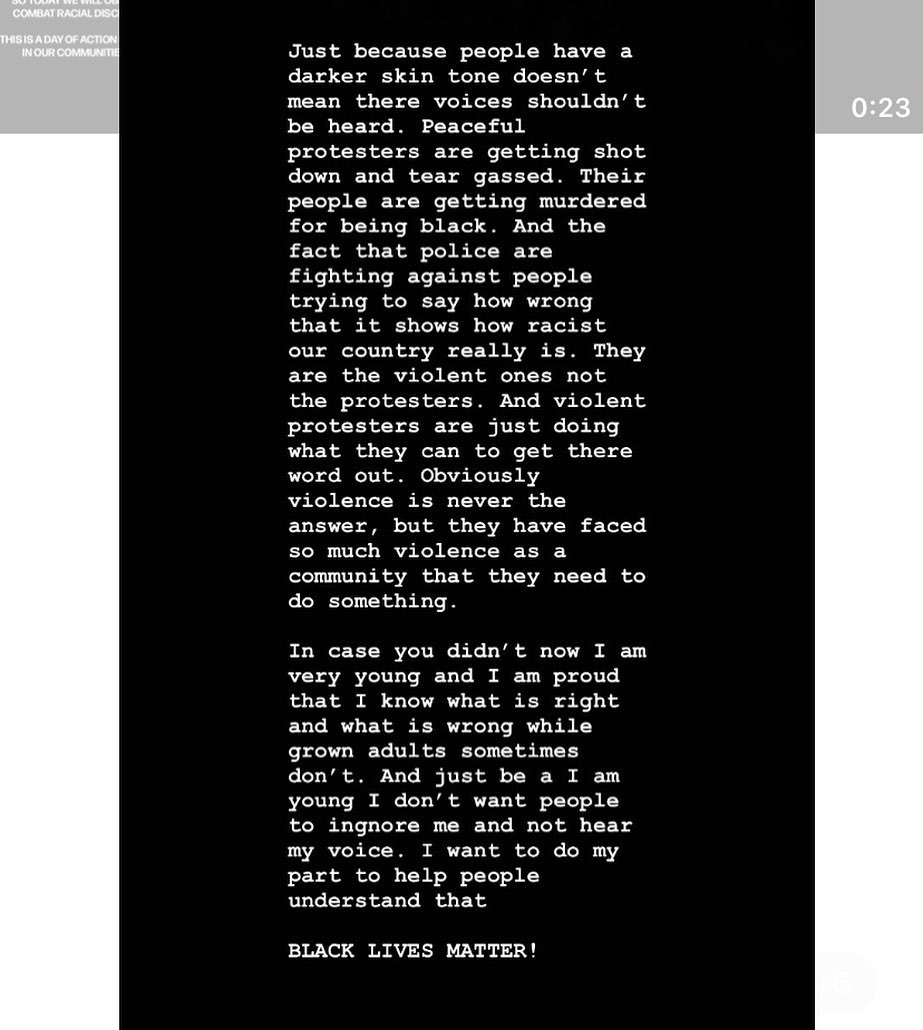 COMBAT RACIAL DISC
THIS IS A DAY OF ACTION
IN OUR COMMUNITIE
0:23
Just because people have a
darker skin tone doesn’t
mean there voices shouldn’t
be heard. Peaceful
protesters are getting shot
down and tear gassed. Their
people are getting murdered
for being black. And the
fact that police are
fighting against people
trying to say how wrong
that it shows how racist
our country really is. They
are the violent ones not
the protesters. And violent
protesters are just doing
what they can to get there
word out. Obviously
violence is never the
answer, but they have faced
so much violence as a
community that they need to
do something.
In case you didn’t now I am
very young and I am proud
that I know what is right
and what is wrong while
grown adults sometimes
don’t. And just be a I am
young I don’t want people
to ingnore me and not hear
my voice. I want to do my
part to help people
understand that
BLACK LIVES MATTER!